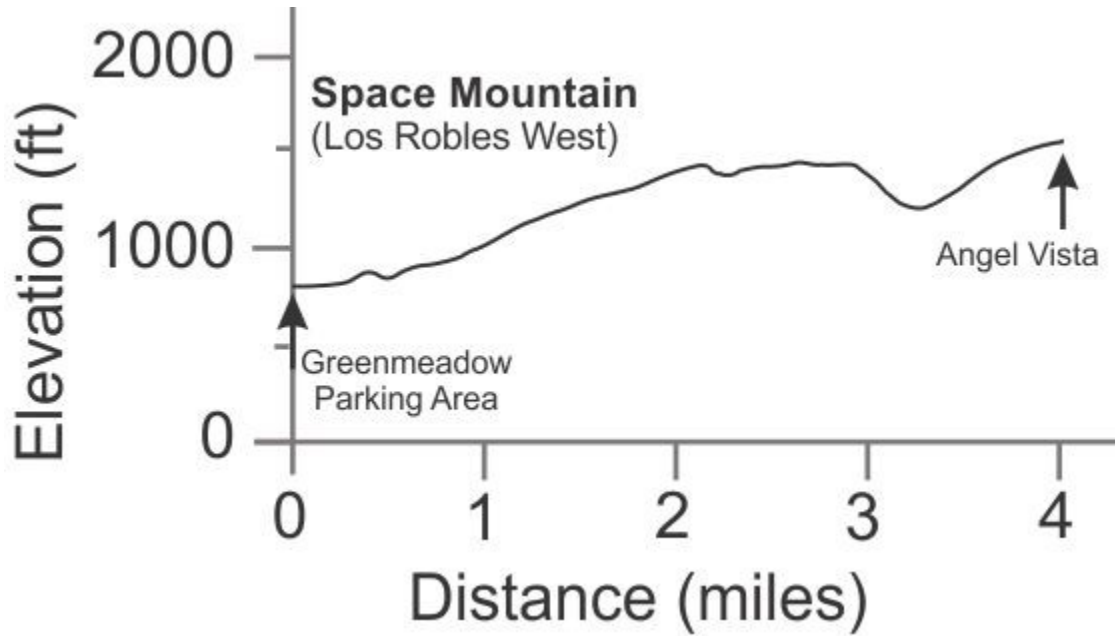 2000
Space Mountain
(Los Robles West)
Elevation (ft)
1000
Angel Vista
Greenmeadow
Parking Area
0
0 1 2 3 4
Distance (miles)